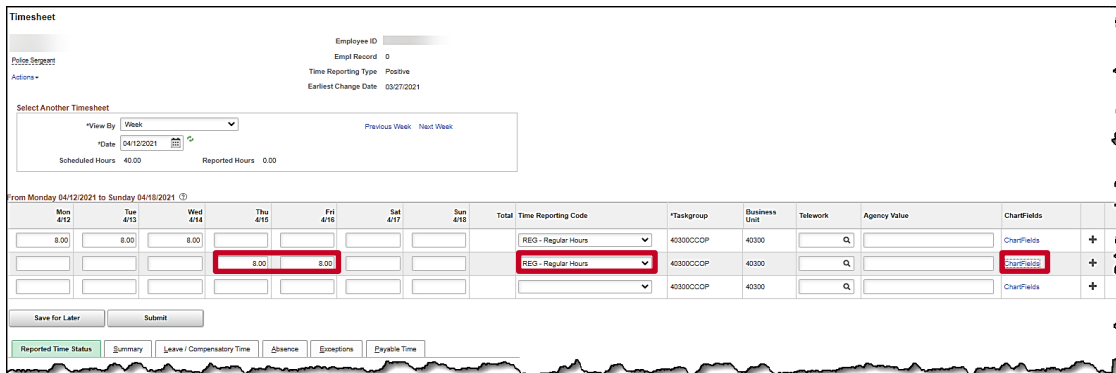 Timesheet
Employee ID
Police Sergeant
Empl Record 0
Actions
Time Reporting Type Positive
Earliest Change Date 03/27/2021
Select Another Timesheet
*View By Week
Previous Week Next Week
*Date 04/12/2021
Scheduled Hours 40.00 Reported Hours 0.00
From Monday 04/12/2021 to Sunday 04/18/2021
Mon 4/12 Tue 4/13 Wed 4/14 Thu 4/15 Fri 4/16 Sat 4/17 Sun 4/18 Total Time Reporting Code *Taskgroup Business Unit Telework Agency Value ChartFields
8.00 8.00 8.00 REG - Regular Hours 40300CCOP 40300 ChartFields
8.00 8.00 REG - Regular Hours 40300CCOP 40300 ChartFields
40300CCOP 40300 ChartFields
Save for Later Submit
Reported Time Status Summary Leave / Compensatory Time Absence Exceptions Payable Time